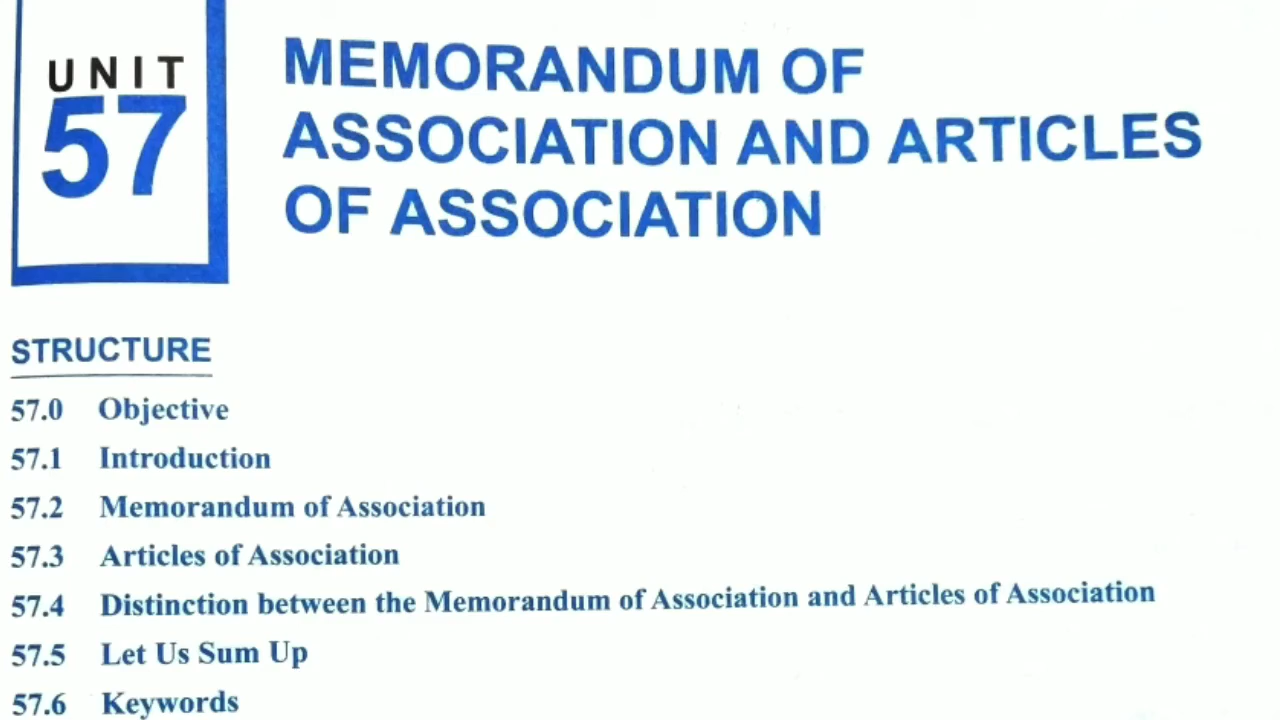 UNIT
57
MEMORANDUM OF
ASSOCIATION AND ARTICLES
OF ASSOCIATION
STRUCTURE
57.0 Objective
57.1 Introduction
57.2 Memorandum of Association
57.3 Articles of Association
57.4 Distinction between the Memorandum of Association and Articles of Association
57.5 Let Us Sum Up
57.6 Keywords